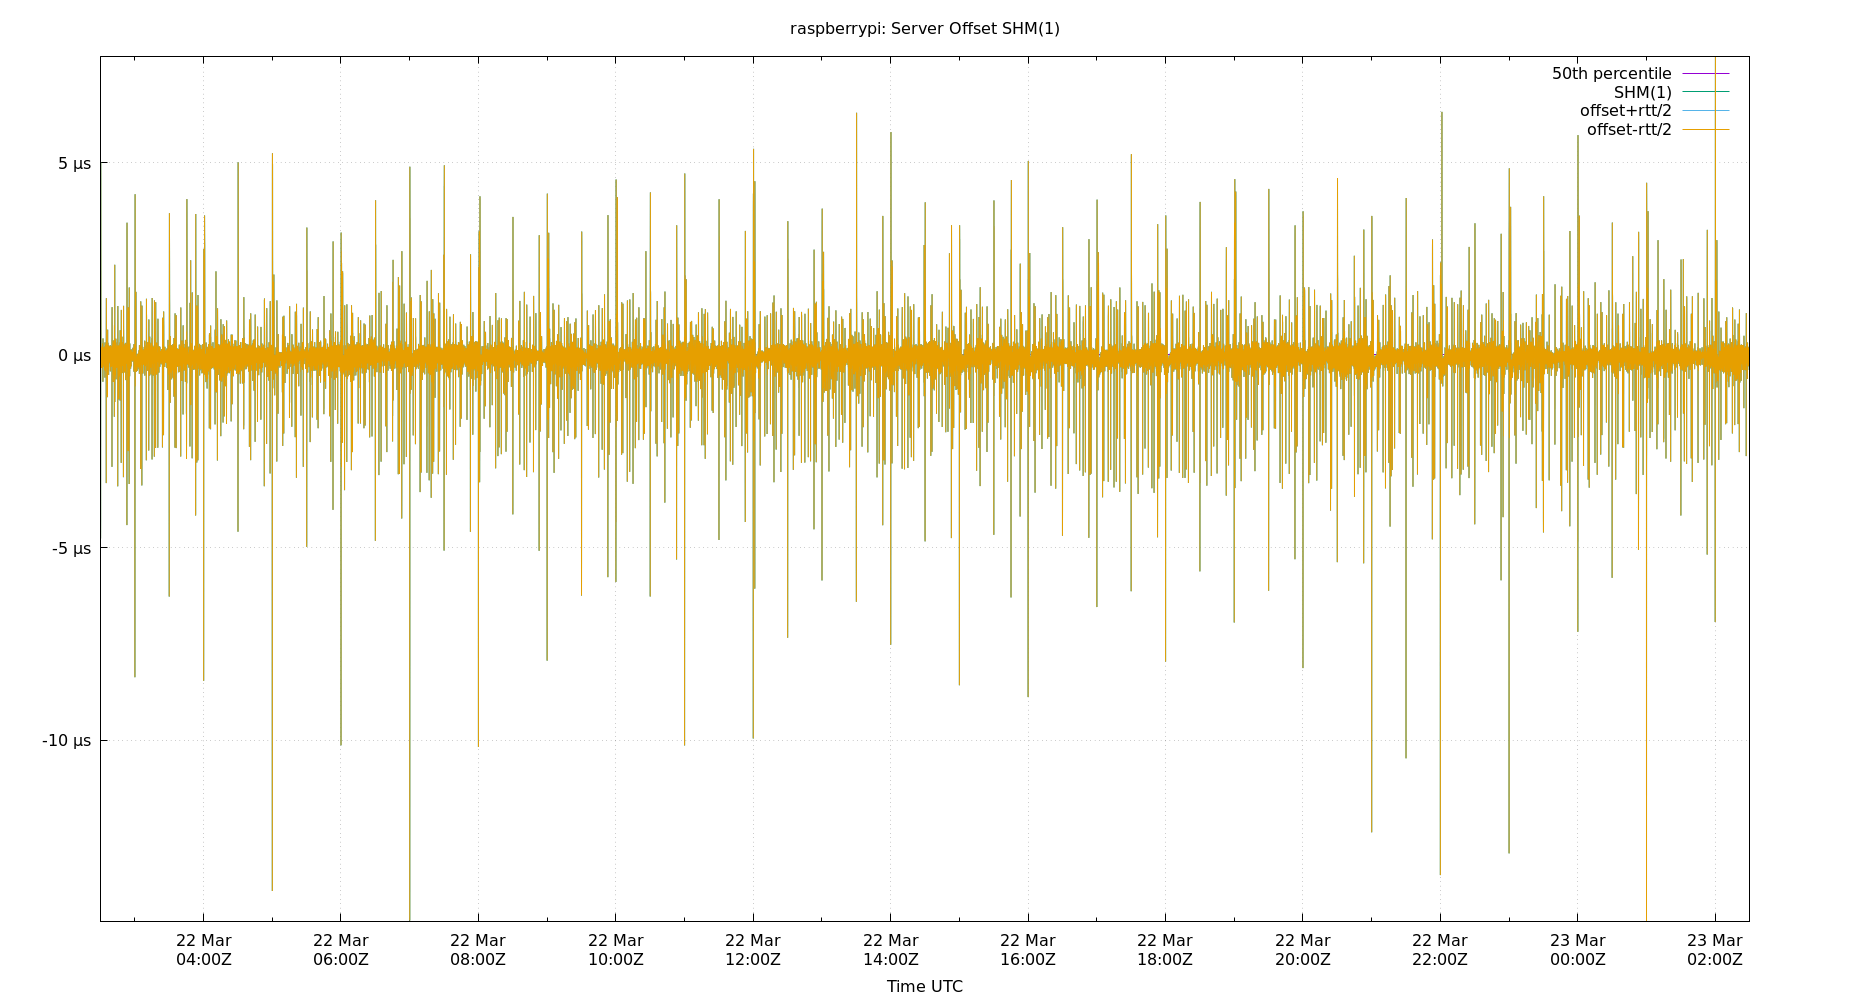 raspberrypi: Server Offset SHM(1)
50th percentile
SHM(1)
offset+rtt/2
offset-rtt/2
5 µs
0 µs
-5 µs
-10 µs
22 Mar 22 Mar 22 Mar 22 Mar 22 Mar 22 Mar 22 Mar 22 Mar 22 Mar 22 Mar 23 Mar 23 Mar
04:00Z 06:00Z 08:00Z 10:00Z 12:00Z 14:00Z 16:00Z 18:00Z 20:00Z 22:00Z 00:00Z 02:00Z
Time UTC